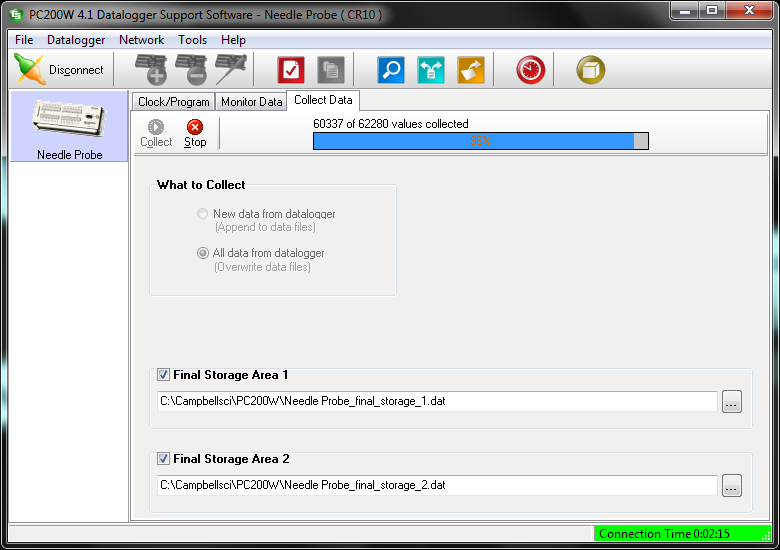 PC200W 4.1 Datalogger Support Software - Needle Probe ( CR10 )
File Datalogger Network Tools Help
Disconnect
Needle Probe
Clock/Program Monitor Data Collect Data
Collect Stop
60337 of 62280 values collected
96%
What to Collect
New data from datalogger
(Append to data files)
All data from datalogger
(Overwrite data files)
Final Storage Area 1
C:\Campbellsci\PC200W\Needle Probe_final_storage_1.dat
...
Final Storage Area 2
C:\Campbellsci\PC200W\Needle Probe_final_storage_2.dat
...
Connection Time 0:02:15